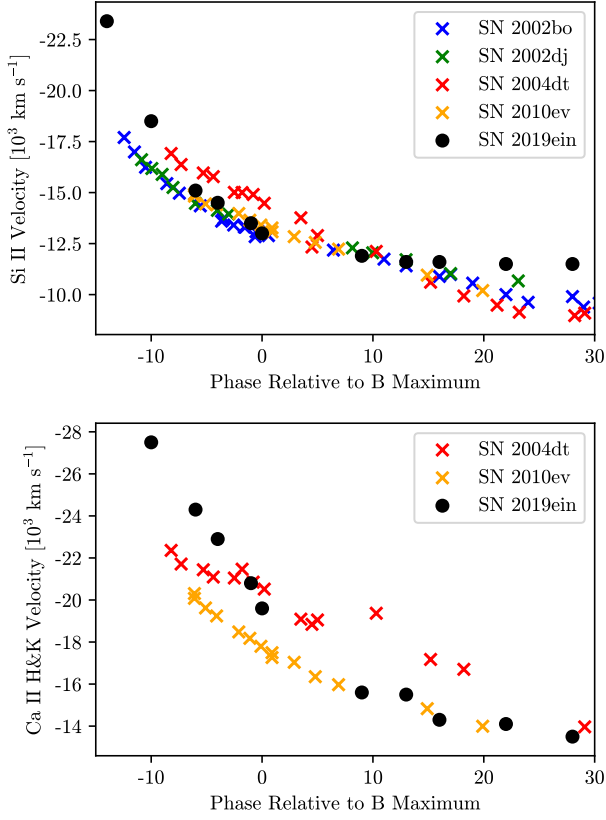 -22.5
-20.0
-17.5
-15.0
-12.5
-10.0
Si II Velocity [10³ km s⁻¹]
SN 2002bo
SN 2002dj
SN 2004dt
SN 2010ev
SN 2019ein
-10 0 10 20 30
Phase Relative to B Maximum
-28
-26
-24
-22
-20
-18
-16
-14
Ca II H&K Velocity [10³ km s⁻¹]
SN 2004dt
SN 2010ev
SN 2019ein
-10 0 10 20 30
Phase Relative to B Maximum